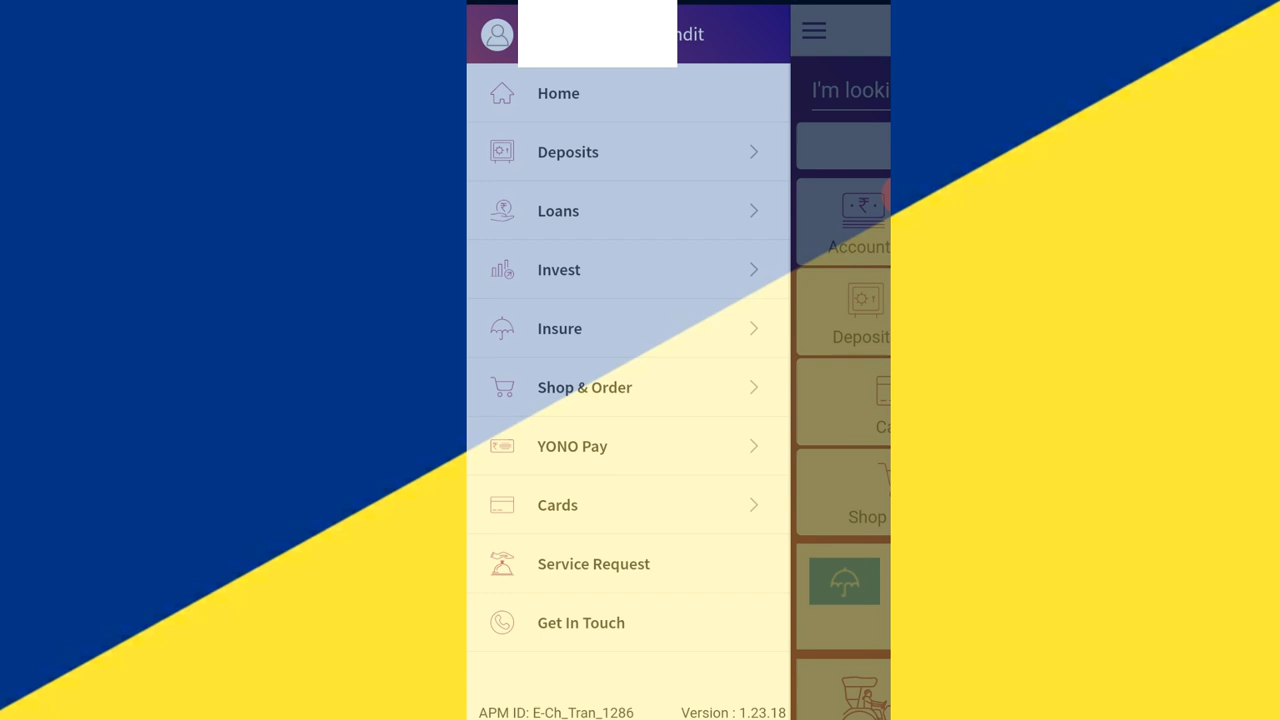 ndit
Home
Deposits
Loans
Invest
Insure
Shop & Order
YONO Pay
Cards
Service Request
Get In Touch
APM ID: E-Ch_Tran_1286
Version : 1.23.18
I'm looki
Account
Deposit
Ca
Shop